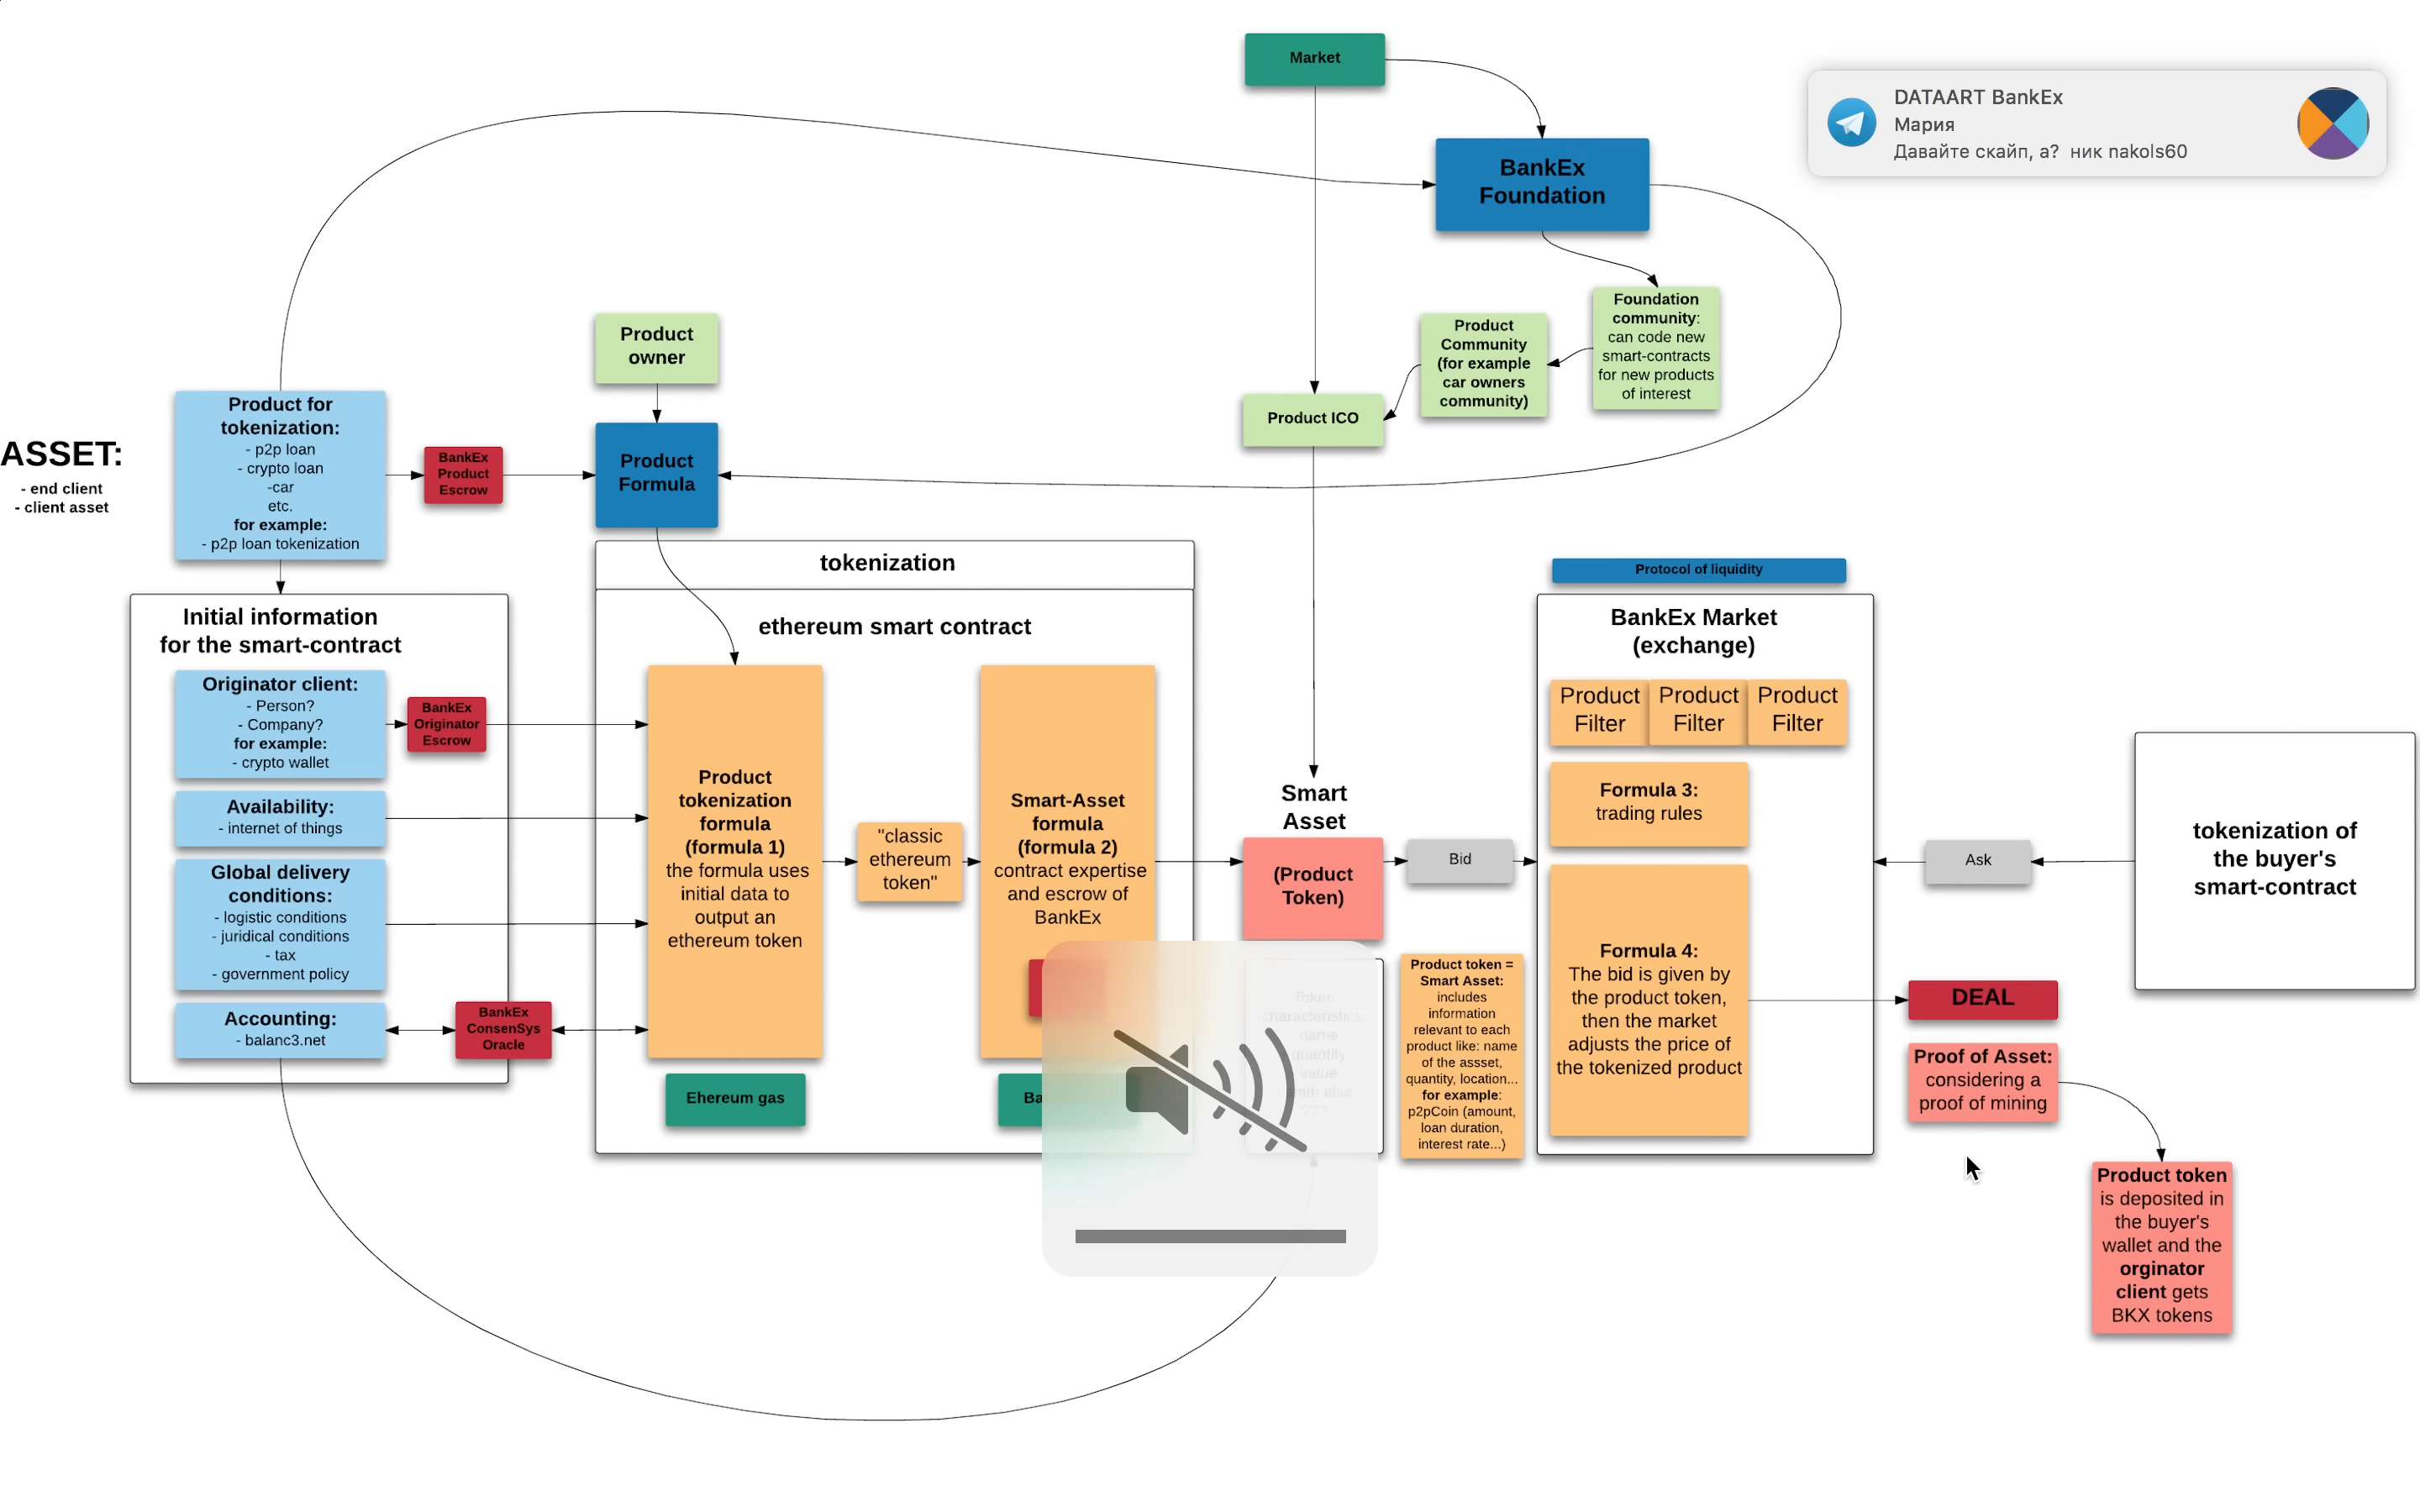 Market
DATAART BankEx
Мария
Давайте скайп, а? ник nakols60
BankEx
Foundation
Foundation
community:
can code new
smart-contracts
for new products
of interest
Product
Community
(for example
car owners
community)
Product ICO
Product
owner
Product for
tokenization:
- p2p loan
- crypto loan
-car
etc.
for example:
- p2p loan tokenization
ASSET:
- end client
- client asset
BankEx
Product
Escrow
Product
Formula
tokenization
ethereum smart contract
Initial information
for the smart-contract
Originator client:
- Person?
- Company?
for example:
- crypto wallet
BankEx
Originator
Escrow
Availability:
- internet of things
Global delivery
conditions:
- logistic conditions
- juridical conditions
- tax
- government policy
Accounting:
- balanc3.net
BankEx
ConsenSys
Oracle
Product
tokenization
formula
(formula 1)
the formula uses
initial data to
output an
ethereum token
"classic
ethereum
token"
Smart-Asset
formula
(formula 2)
contract expertise
and escrow of
BankEx
Ehereum gas
Smart
Asset
(Product
Token)
Token
characteristics
name
quantity
value
else
Bid
Product token =
Smart Asset:
includes
information
relevant to each
product like: name
of the assset,
quantity, location...
for example:
p2pCoin (amount,
loan duration,
interest rate...)
Protocol of liquidity
BankEx Market
(exchange)
Product
Filter
Product
Filter
Product
Filter
Formula 3:
trading rules
Formula 4:
The bid is given by
the product token,
then the market
adjusts the price of
the tokenized product
Ask
tokenization of
the buyer's
smart-contract
DEAL
Proof of Asset:
considering a
proof of mining
Product token
is deposited in
the buyer's
wallet and the
orginator
client gets
BKX tokens